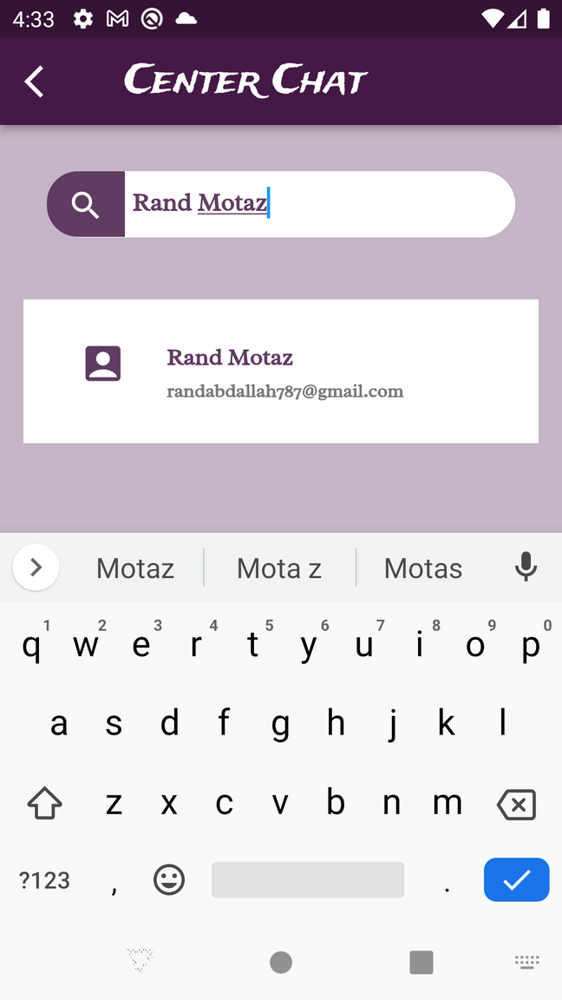 4:33
Center Chat
Rand Motaz
Rand Motaz
randabdallah787@gmail.com
Motaz Mota z Motas
1 2 3 4 5 6 7 8 9 0
q w e r t y u i o p
a s d f g h j k l
z x c v b n m
?123 , .